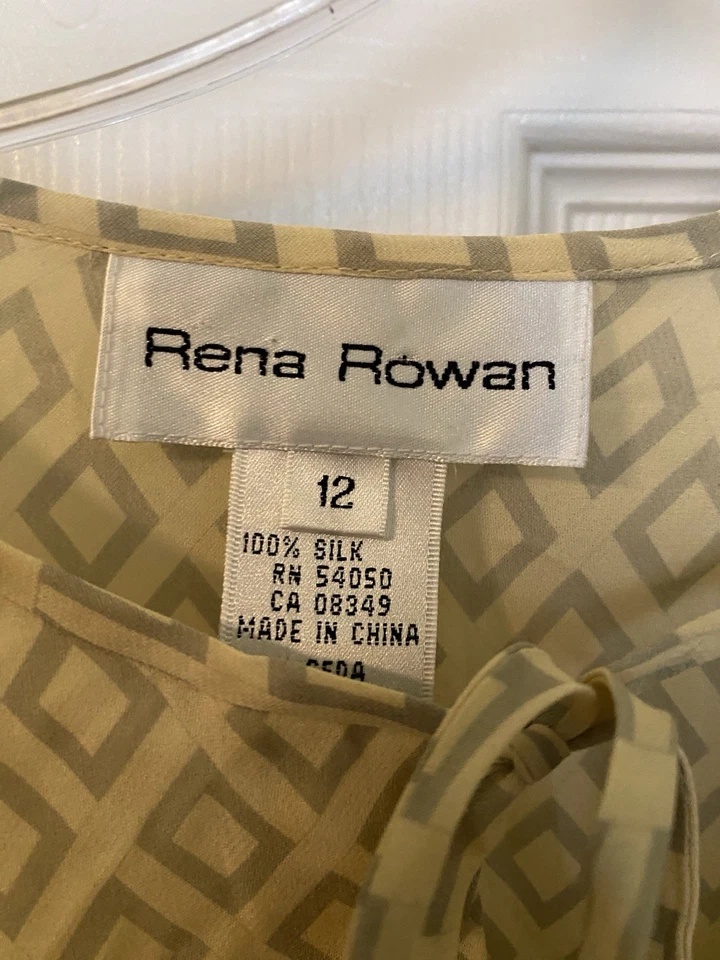 Rena Rowan
12
100% SILK
RN 54050
CA 08349
MADE IN CHINA